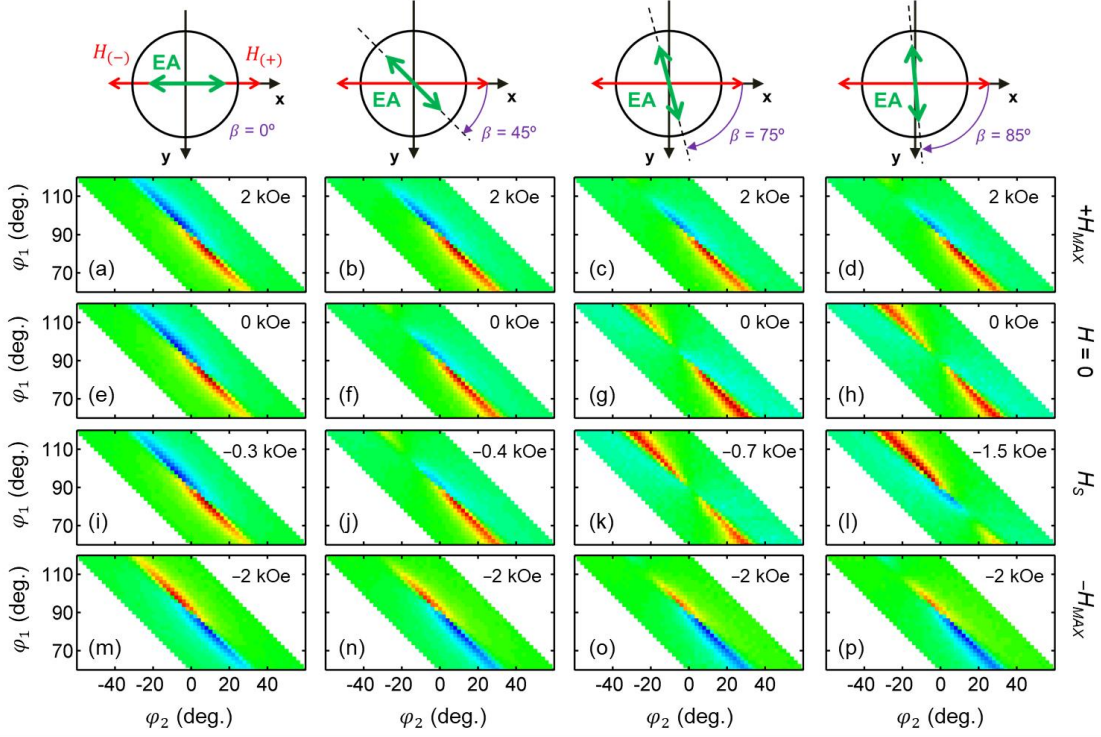 H(−) EA H(+) x y β = 0º
EA x y β = 45º
EA x y β = 75º
EA x y β = 85º
φ1 (deg.) 110 90 70 (a) 2 kOe (b) 2 kOe (c) 2 kOe (d) 2 kOe +HMAX
φ1 (deg.) 110 90 70 (e) 0 kOe (f) 0 kOe (g) 0 kOe (h) 0 kOe H = 0
φ1 (deg.) 110 90 70 (i) −0.3 kOe (j) −0.4 kOe (k) −0.7 kOe (l) −1.5 kOe HS
φ1 (deg.) 110 90 70 (m) −2 kOe (n) −2 kOe (o) −2 kOe (p) −2 kOe −HMAX
-40 -20 0 20 40 -40 -20 0 20 40 -40 -20 0 20 40 -40 -20 0 20 40
φ2 (deg.) φ2 (deg.) φ2 (deg.) φ2 (deg.)